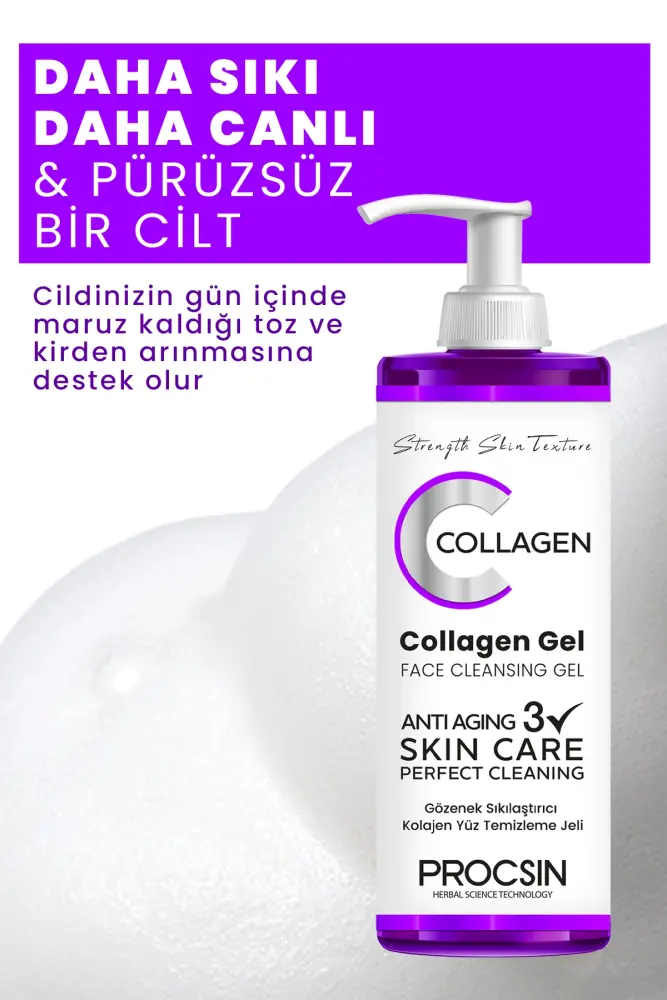 DAHA SIKI
DAHA CANLI
& PÜRÜZSÜZ
BİR CİLT
Cildinizin gün içinde
maruz kaldığı toz ve
kirden arınmasına
destek olur
Strength Skin Texture
COLLAGEN
Collagen Gel
FACE CLEANSING GEL
ANTI AGING 3✓
SKIN CARE
PERFECT CLEANING
Gözenek Sıkılaştırıcı
Kolajen Yüz Temizleme Jeli
PROCSIN
HERBAL SCIENCE TECHNOLOGY